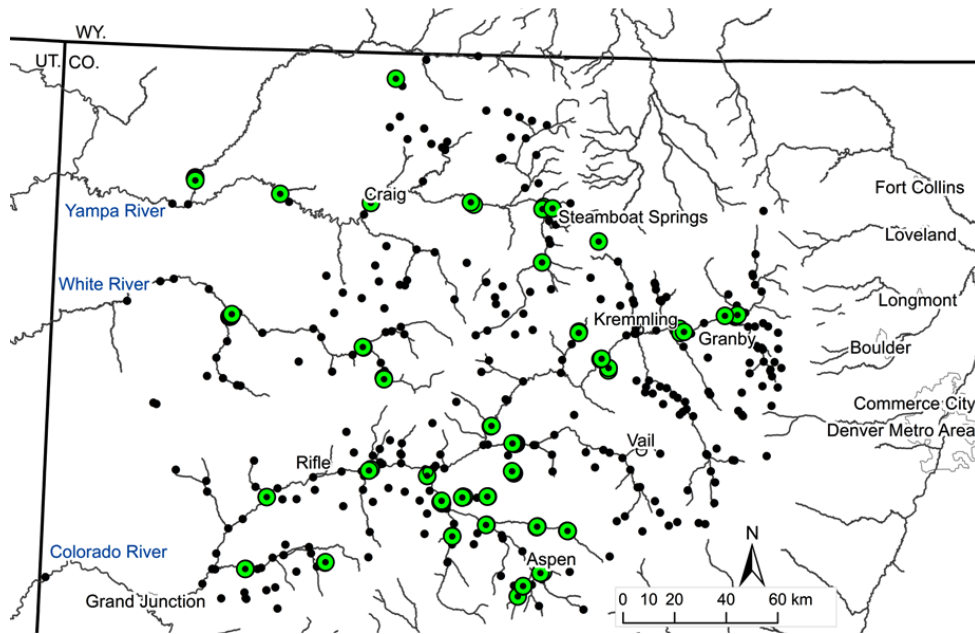 WY.
UT.
CO.
Fort Collins
Craig
Yampa River
Steamboat Springs
Loveland
White River
Longmont
Kremmling
Granby
Boulder
Commerce City
Denver Metro Area
Vail
Rifle
N
Colorado River
Aspen
Grand Junction
0 10 20 40 60 km